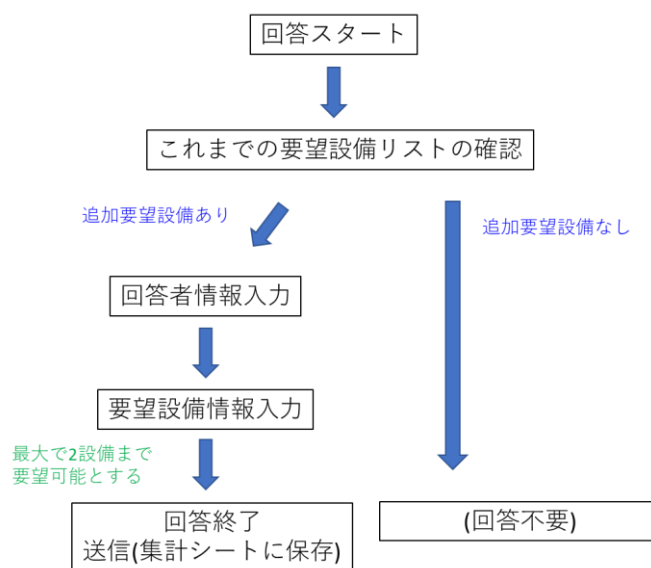 回答スタート
これまでの要望設備リストの確認
追加要望設備あり
追加要望設備なし
回答者情報入力
要望設備情報入力
最大で2設備まで
要望可能とする
回答終了
送信(集計シートに保存)
(回答不要)